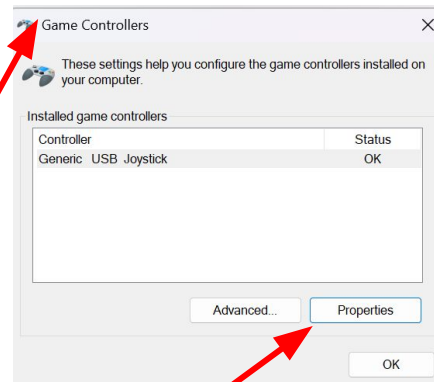 Game Controllers
These settings help you configure the game controllers installed on
your computer.
Installed game controllers
Controller Status
Generic USB Joystick OK
Advanced... Properties
OK